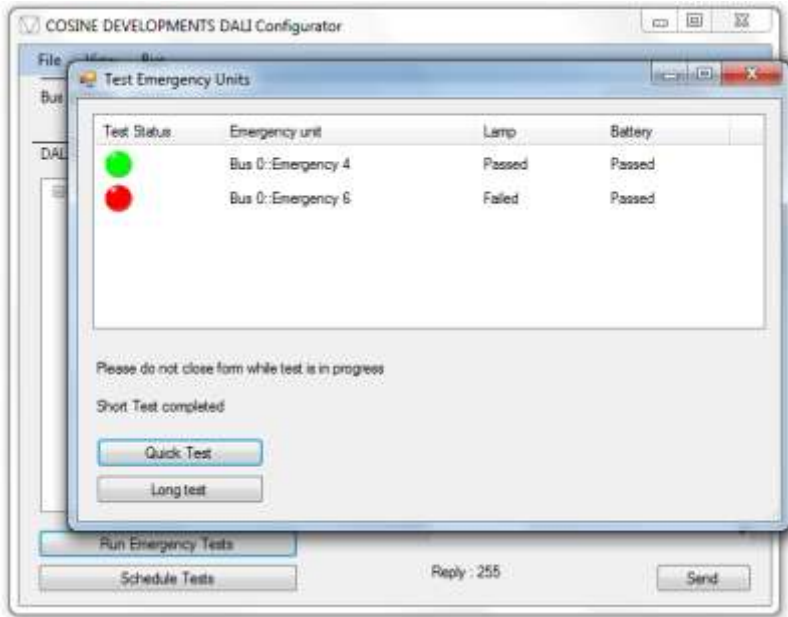 COSINE DEVELOPMENTS DALI Configurator
File View Bus
Test Emergency Units
Bus
Test Status Emergency unit Lamp Battery
DAL
Bus 0::Emergency 4 Passed Passed
Bus 0::Emergency 6 Failed Passed
Please do not close form while test is in progress
Short Test completed
Quick Test
Long test
Run Emergency Tests
Schedule Tests Reply : 255 Send